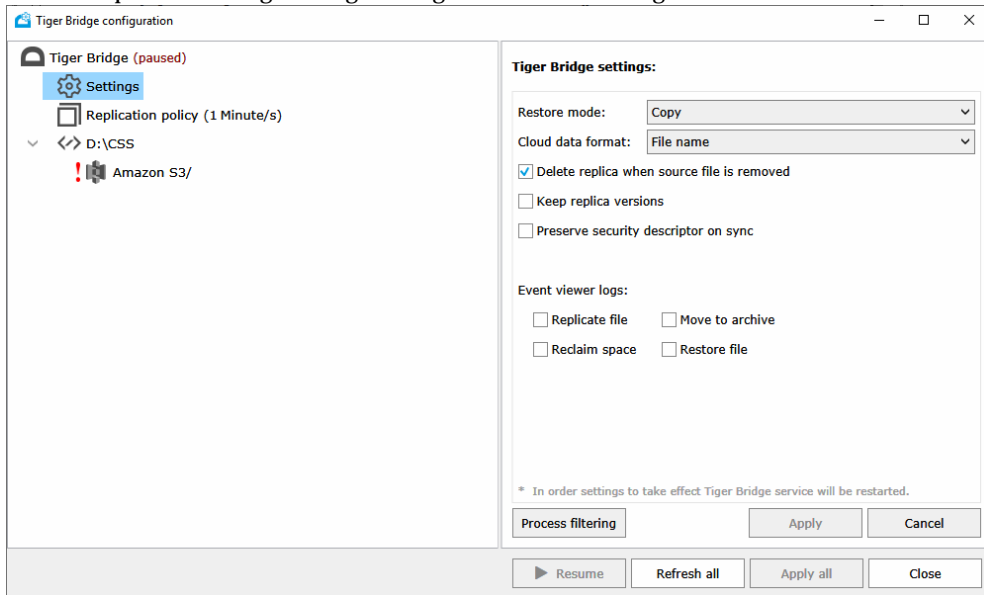 Tiger Bridge configuration
Tiger Bridge (paused)
Settings
Replication policy (1 Minute/s)
D:\CSS
Amazon S3/
Tiger Bridge settings:
Restore mode: Copy
Cloud data format: File name
Delete replica when source file is removed
Keep replica versions
Preserve security descriptor on sync
Event viewer logs:
Replicate file Move to archive
Reclaim space Restore file
* In order settings to take effect Tiger Bridge service will be restarted.
Process filtering Apply Cancel
Resume Refresh all Apply all Close